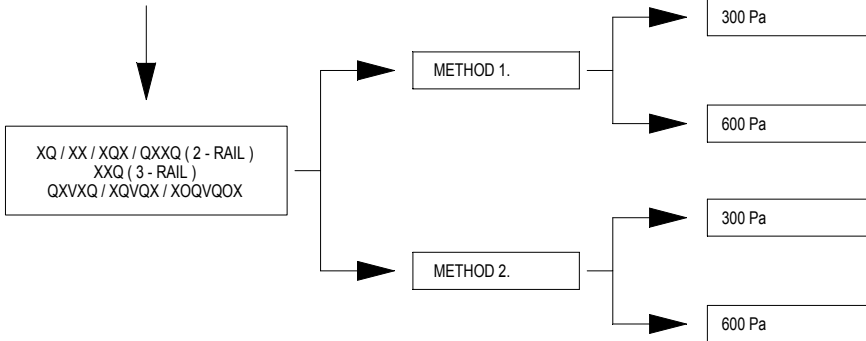 300 Pa
METHOD 1.
600 Pa
XQ / XX / XQX / QXXQ ( 2 - RAIL )
XXQ ( 3 - RAIL )
QXVXQ / XQVQX / XOQVQOX
300 Pa
METHOD 2.
600 Pa